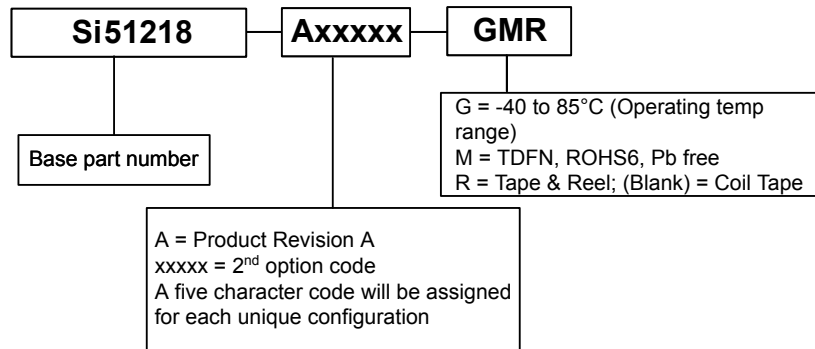 Si51218
Axxxxx
GMR
G = -40 to 85°C (Operating temp
range)
M = TDFN, ROHS6, Pb free
R = Tape & Reel; (Blank) = Coil Tape
Base part number
A = Product Revision A
xxxxx = 2nd option code
A five character code will be assigned
for each unique configuration